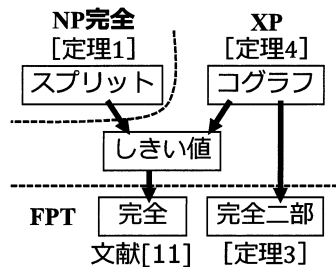 NP完全 XP
[定理1] [定理4]
スプリット コグラフ
しきい値
FPT 完全 完全二部
文献[11] [定理3]